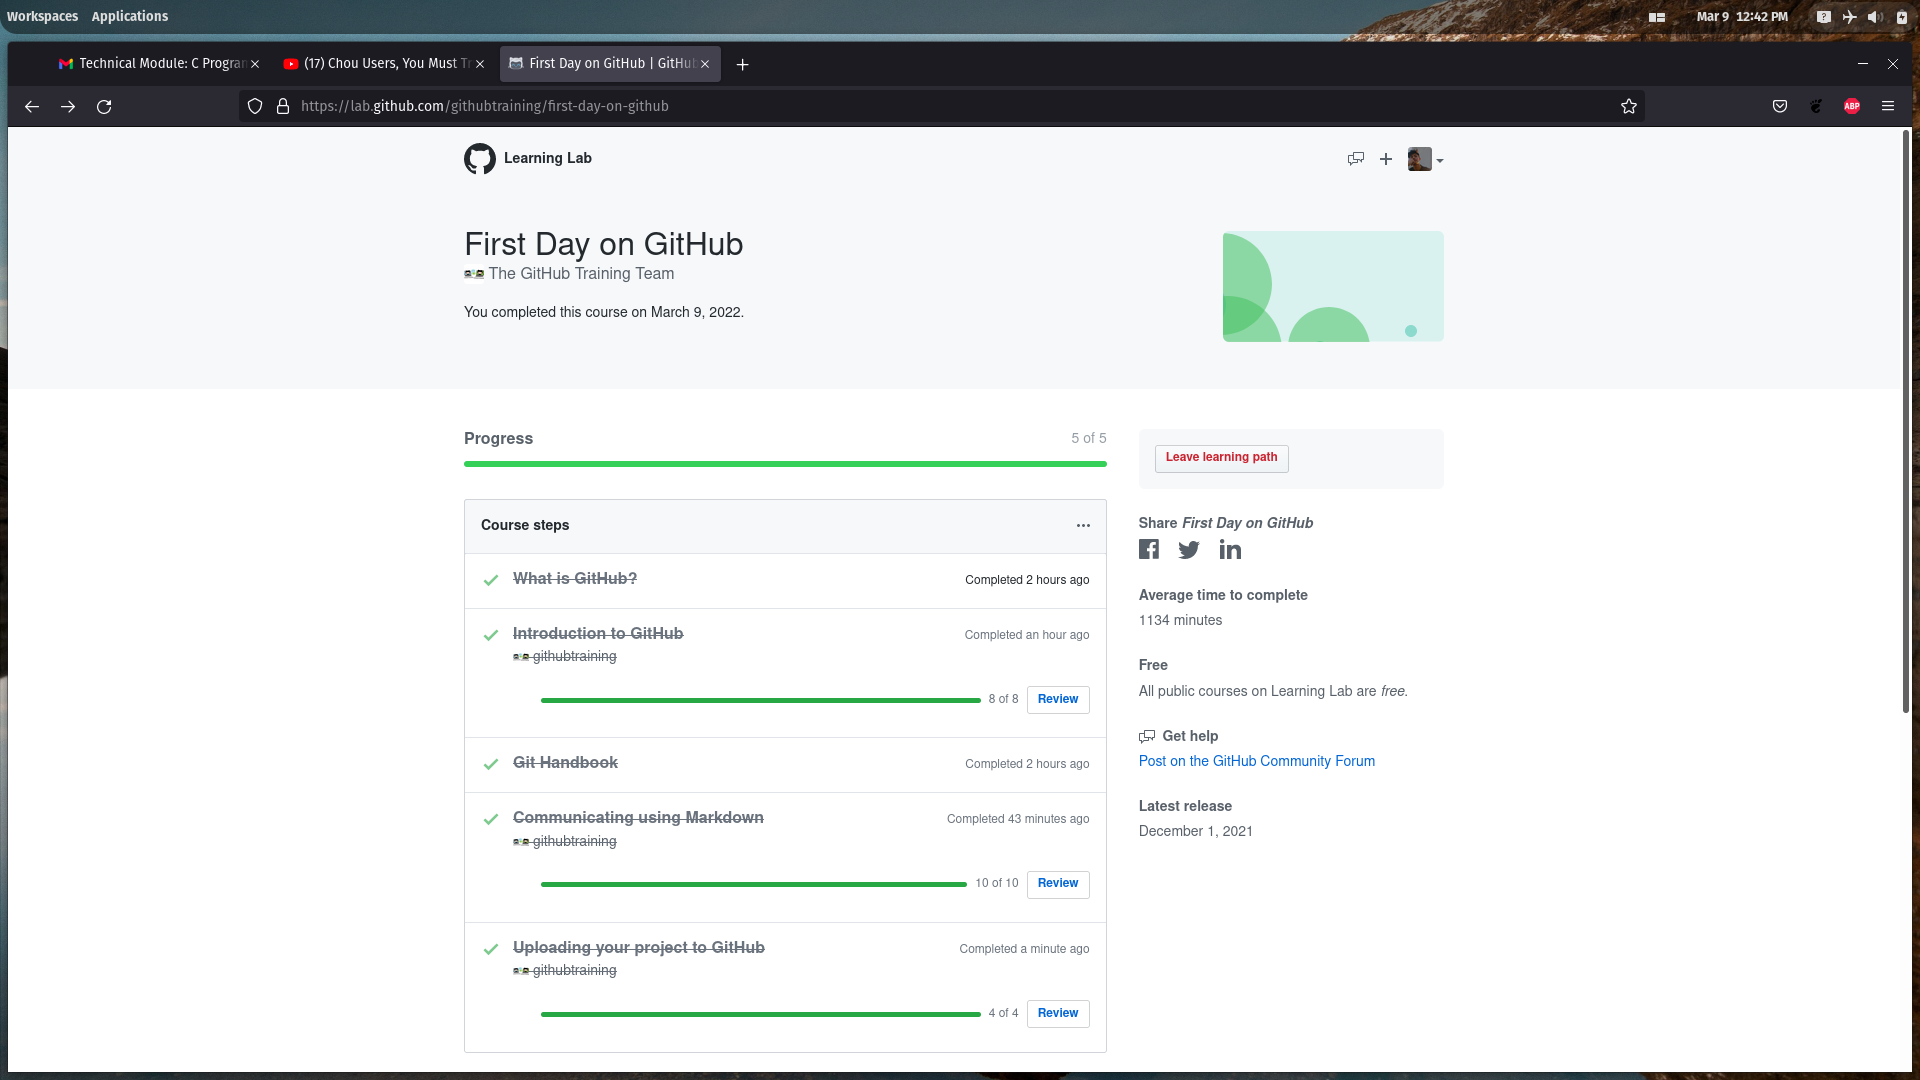 Workspaces Applications Mar 9 12:42 PM
Technical Module: C Progran (17) Chou Users, You Must Tr First Day on GitHub | GitHub
https://lab.github.com/githubtraining/first-day-on-github
ABP
Learning Lab
First Day on GitHub
The GitHub Training Team
You completed this course on March 9, 2022.
Progress 5 of 5
Course steps
What is GitHub? Completed 2 hours ago
Introduction to GitHub Completed an hour ago
githubtraining
8 of 8 Review
Git Handbook Completed 2 hours ago
Communicating using Markdown Completed 43 minutes ago
githubtraining
10 of 10 Review
Uploading your project to GitHub Completed a minute ago
githubtraining
4 of 4 Review
Leave learning path
Share First Day on GitHub
Average time to complete
1134 minutes
Free
All public courses on Learning Lab are free.
Get help
Post on the GitHub Community Forum
Latest release
December 1, 2021